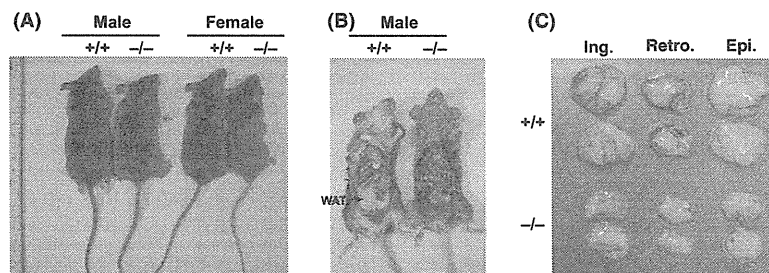 (A)
Male Female
+/+ –/– +/+ –/–
(B)
Male
+/+ –/–
WAT
(C)
Ing. Retro. Epi.
+/+
–/–